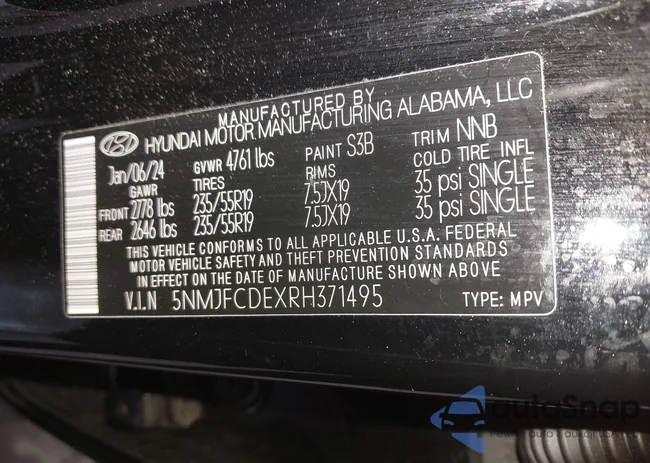 MANUFACTURED BY
HYUNDAI MOTOR MANUFACTURING ALABAMA, LLC
Jan/06/24 GVWR 4761 lbs PAINT S3B TRIM NNB
GAWR TIRES RIMS COLD TIRE INFL
FRONT 2778 lbs 235/55R19 7.5JX19 35 psi SINGLE
REAR 2646 lbs 235/55R19 7.5JX19 35 psi SINGLE
THIS VEHICLE CONFORMS TO ALL APPLICABLE U.S.A. FEDERAL
MOTOR VEHICLE SAFETY AND THEFT PREVENTION STANDARDS
IN EFFECT ON THE DATE OF MANUFACTURE SHOWN ABOVE
V.I.N 5NMJFCDEXRH371495 TYPE: MPV
autoSnap